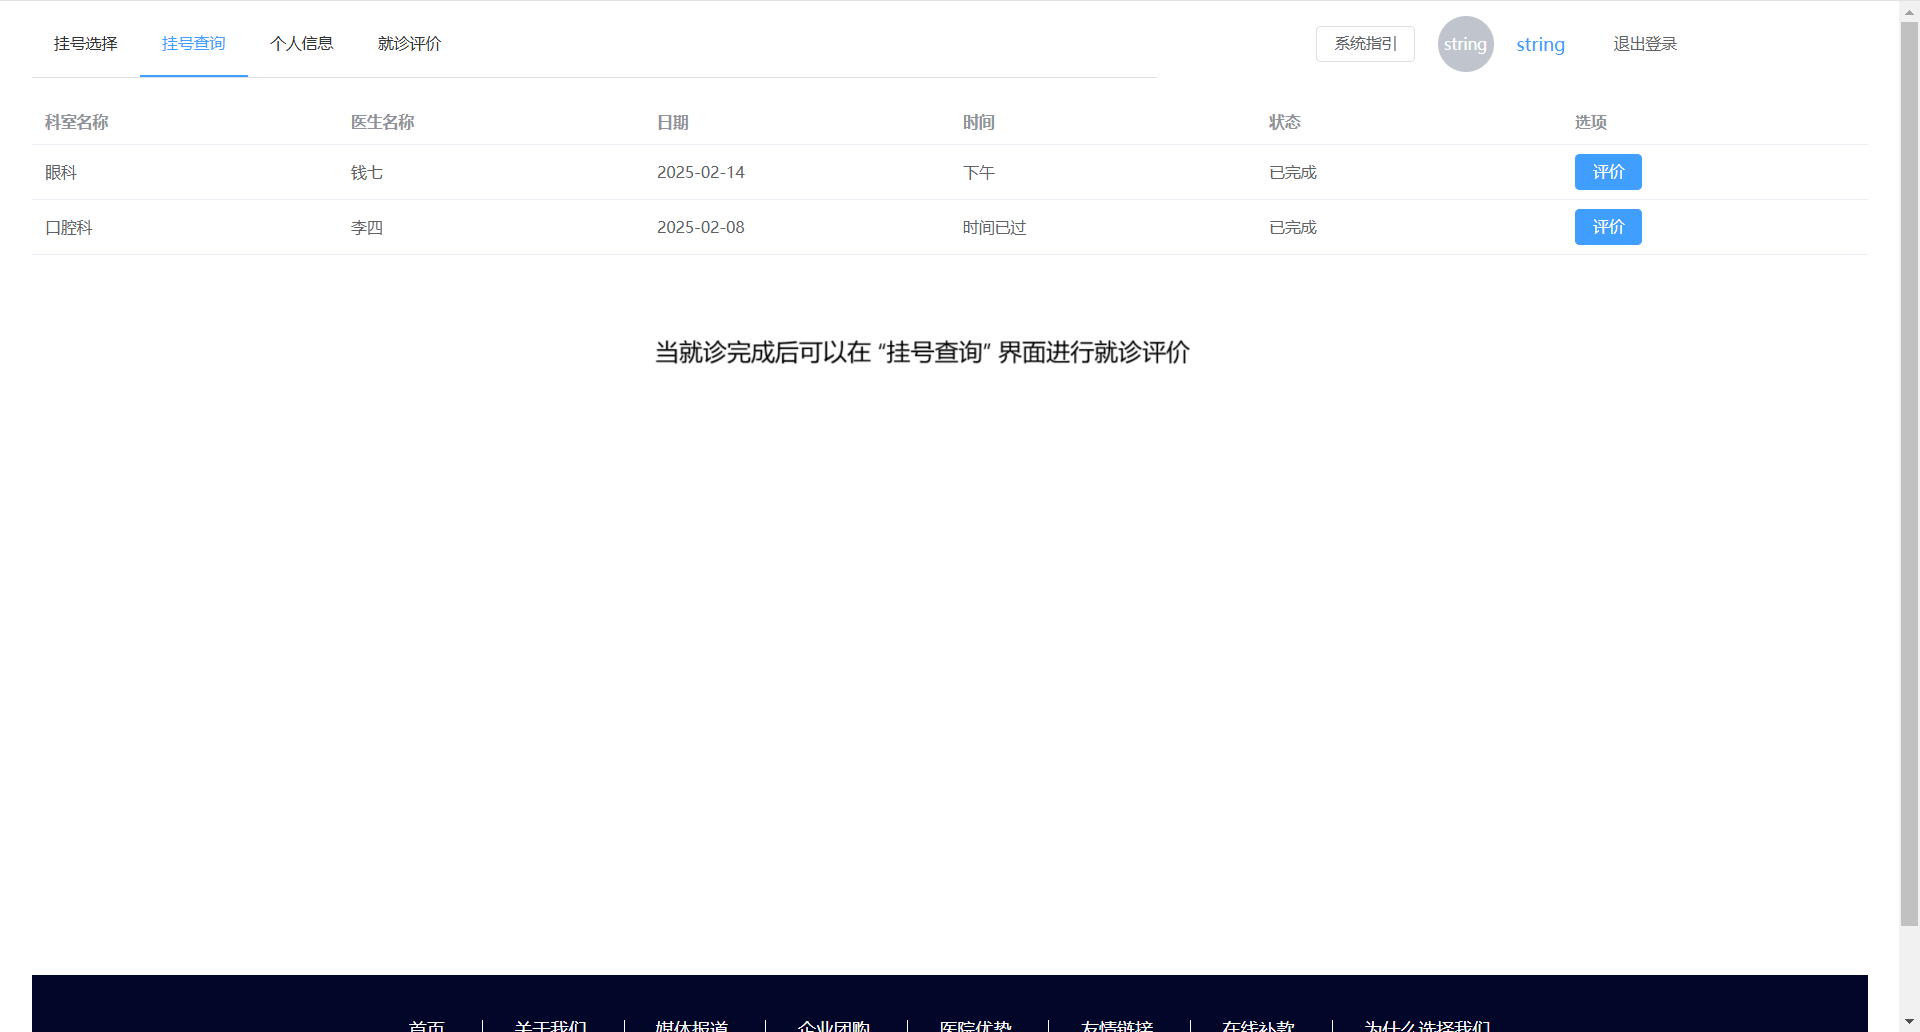 挂号选择 挂号查询 个人信息 就诊评价 系统指引 string string 退出登录
科室名称 医生名称 日期 时间 状态 选项
眼科 钱七 2025-02-14 下午 已完成 评价
口腔科 李四 2025-02-08 时间已过 已完成 评价
当就诊完成后可以在 “挂号查询” 界面进行就诊评价
首页 关于我们 媒体报道 企业团购 医院优势 友情链接 在线补款 为什么选择我们